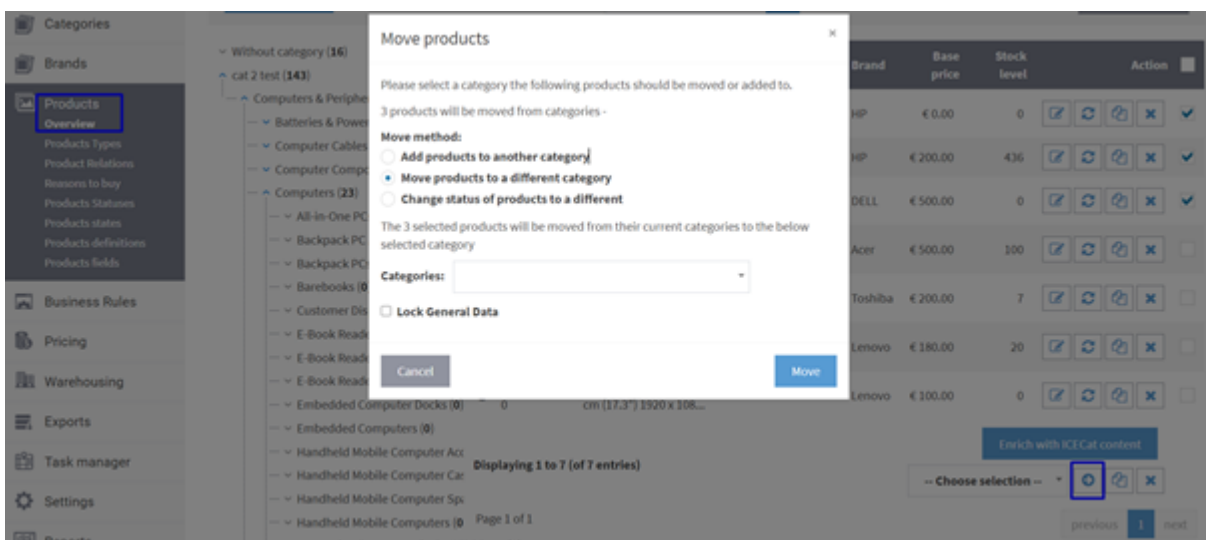 Categories
Brands
Products
Overview
Products Types
Product Relations
Reasons to buy
Products Statuses
Products states
Products definitions
Products fields
Business Rules
Pricing
Warehousing
Exports
Task manager
Settings
Reports
Without category (16)
cat 2 test (143)
Computers & Periphe
Batteries & Power
Computer Cables
Computer Compo
Computers (23)
All-in-One PC
Backpack PC
Backpack PC
Barebooks (0
Customer Dis
E-Book Reade
E-Book Reade
E-Book Reade
Embedded Computer Docks (0)
Embedded Computers (0)
Handheld Mobile Computer Acc
Handheld Mobile Computer Cas
Handheld Mobile Computer Spa
Handheld Mobile Computers (0
Move products ×
Please select a category the following products should be moved or added to.
3 products will be moved from categories -
Move method:
Add products to another category
Move products to a different category
Change status of products to a different
The 3 selected products will be moved from their current categories to the below
selected category
Categories:
Lock General Data
Cancel Move
0 cm (17.3") 1920 x 108...
Brand Base price Stock level Action
HP € 0.00 0
HP € 200.00 436
DELL € 500.00 0
Acer € 500.00 100
Toshiba € 200.00 7
Lenovo € 180.00 20
Lenovo € 100.00 0
Enrich with ICECat content
Displaying 1 to 7 (of 7 entries)
-- Choose selection --
Page 1 of 1
previous 1 next